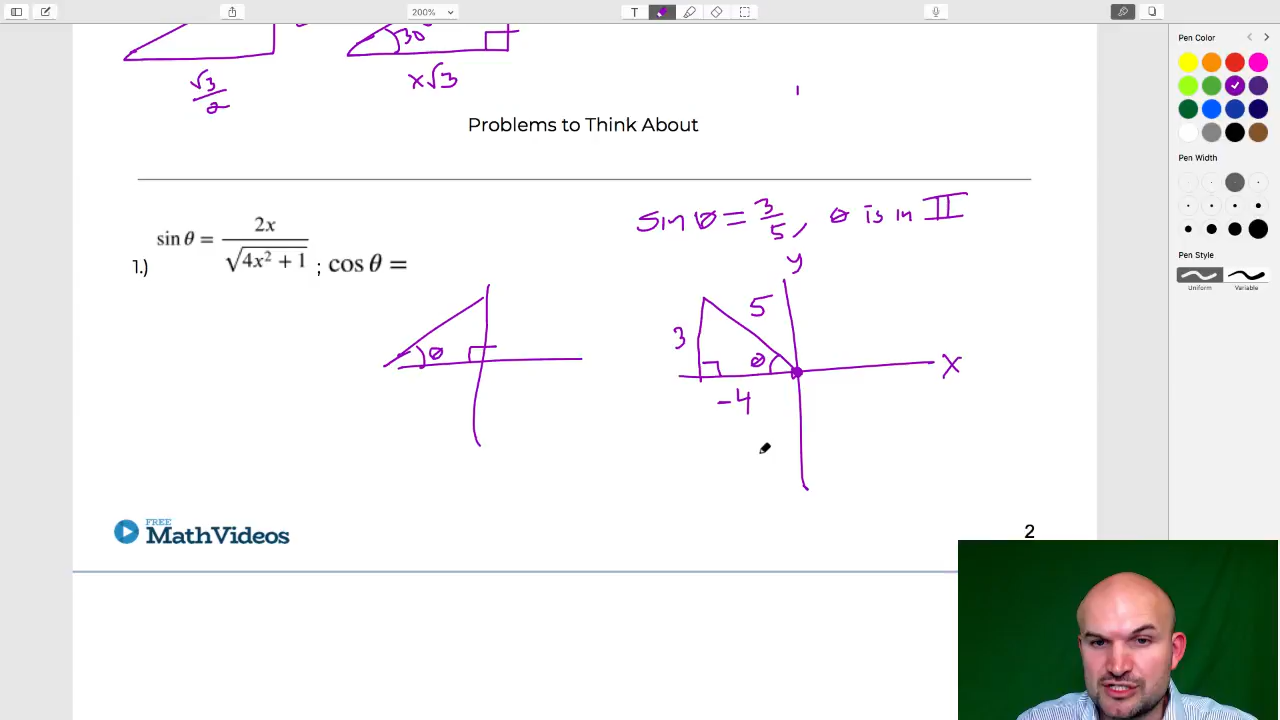 200%
T
Pen Color
30°
√3/2
x√3
Problems to Think About
Pen Width
sin θ = 3/5, θ is in II
1.) sin θ = 2x/√(4x² + 1) ; cos θ =
y
Pen Style
Uniform
Variable
5
3
θ
θ
x
-4
FREE
MathVideos
2